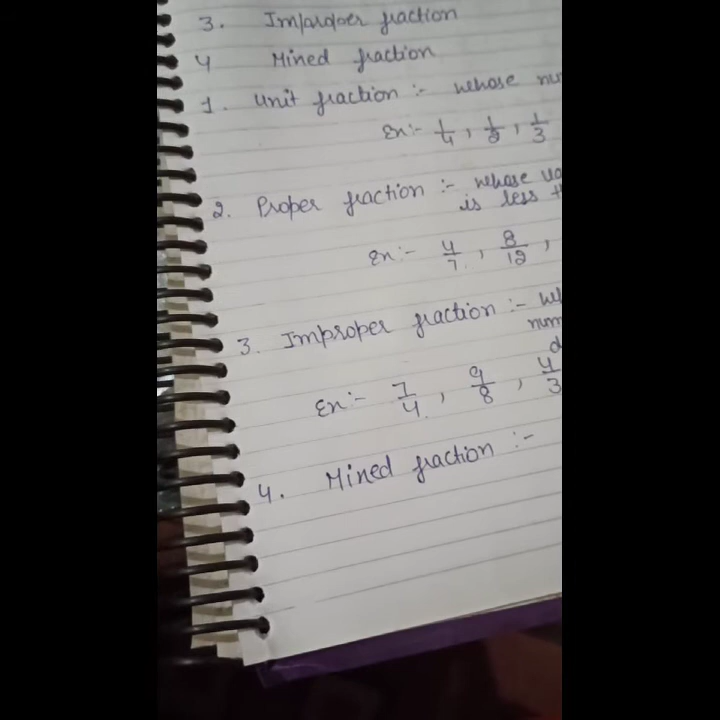 3. Improper fraction
4 Mixed fraction
1. Unit fraction :- whose
Ex:- 1/4, 1/2, 1/3
2. Proper fraction :- whose
is less
Ex:- 4/7, 8/12,
3. Improper fraction :-
Ex:- 7/4, 9/8, 4/3
4. Mixed fraction :-